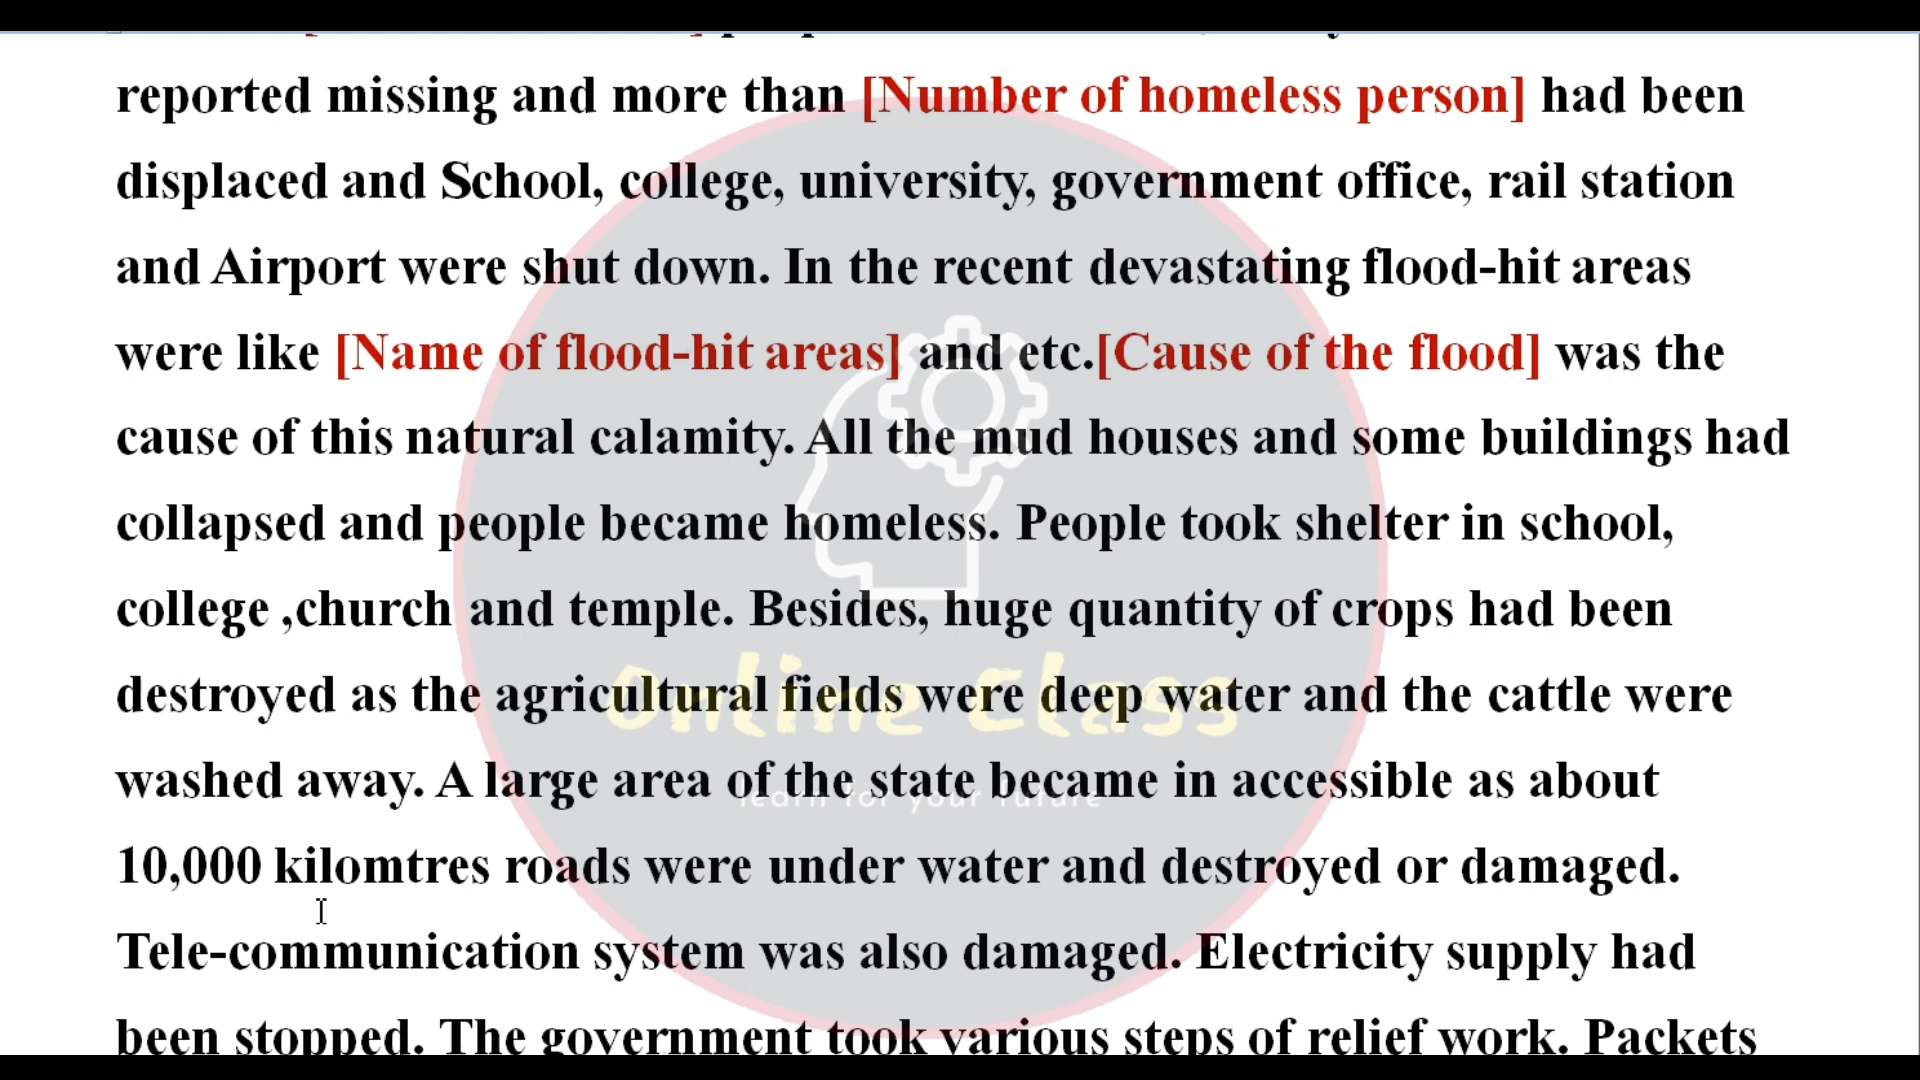 reported missing and more than [Number of homeless person] had been
displaced and School, college, university, government office, rail station
and Airport were shut down. In the recent devastating flood-hit areas
were like [Name of flood-hit areas] and etc.[Cause of the flood] was the
cause of this natural calamity. All the mud houses and some buildings had
collapsed and people became homeless. People took shelter in school,
college ,church and temple. Besides, huge quantity of crops had been
destroyed as the agricultural fields were deep water and the cattle were
Online Class
washed away. A large area of the state became in accessible as about
learn for your future
10,000 kilomtres roads were under water and destroyed or damaged.
Tele-communication system was also damaged. Electricity supply had
been stopped. The government took various steps of relief work. Packets